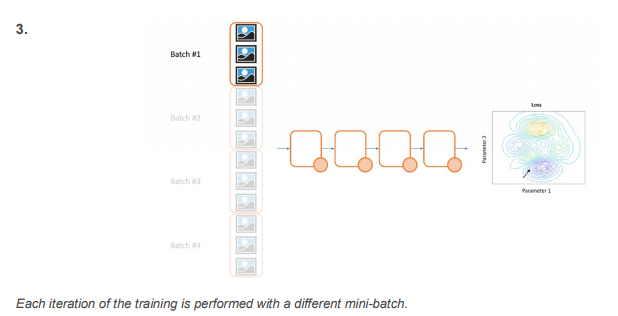 3.
Batch #1
Batch #2
Batch #3
Batch #4
Loss
Parameter 2
Parameter 1
Each iteration of the training is performed with a different mini-batch.